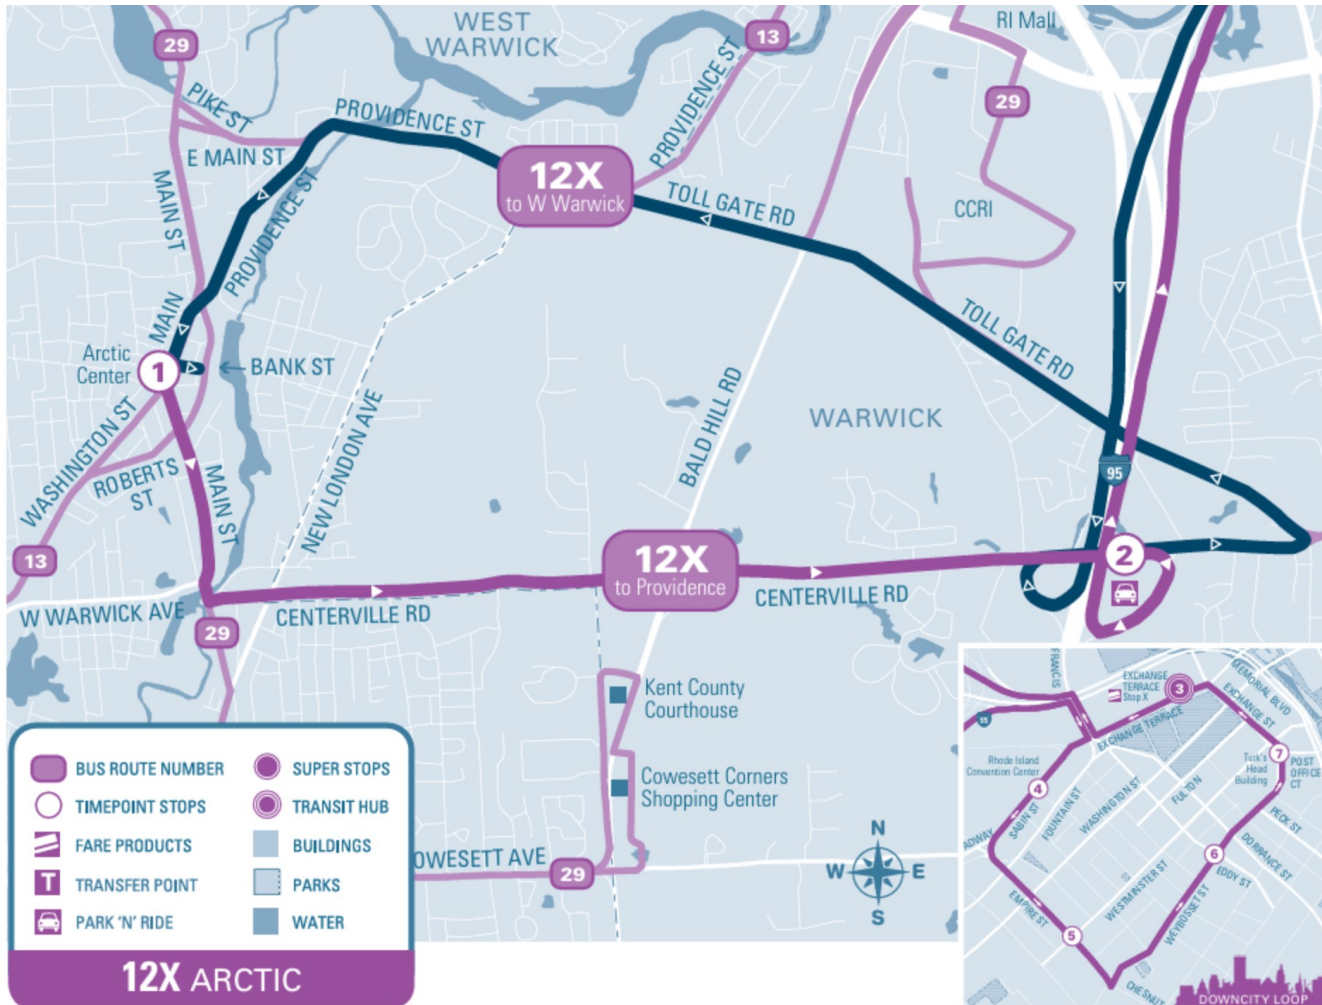 WEST
WARWICK
RI Mall
29
13
PIKE ST
PROVIDENCE ST
PROVIDENCE ST
29
E MAIN ST
12X
to W Warwick
TOLL GATE RD
CCRI
MAIN ST
PROVIDENCE ST
MAIN
TOLL GATE RD
Arctic
Center
1
BANK ST
NEW LONDON AVE
BALD HILL RD
WARWICK
WASHINGTON ST
ROBERTS
ST
MAIN ST
95
13
12X
to Providence
2
W WARWICK AVE
CENTERVILLE RD
CENTERVILLE RD
29
Kent County
Courthouse
Cowesett Corners
Shopping Center
OWESETT AVE
29
N
W
E
S
BUS ROUTE NUMBER
SUPER STOPS
TIMEPOINT STOPS
TRANSIT HUB
FARE PRODUCTS
BUILDINGS
T
TRANSFER POINT
PARKS
PARK 'N' RIDE
WATER
12X ARCTIC
FRANCIS
EXCHANGE
TERRACE
Stop X
3
MEMORIAL BLVD
EXCHANGE ST
95
EXCHANGE TERRACE
7
Rhode Island
Convention Center
Turk's
Head
Building
POST
OFFICE
CT
4
FULTON
WASHINGTON ST
SABIN ST
FOUNTAIN ST
PECK ST
ADWAY
6
DORRANCE ST
EDDY ST
WESTMINSTER ST
EMPIRE ST
WEYBOSSET ST
5
CHESNUT
DOWNCITY LOOP